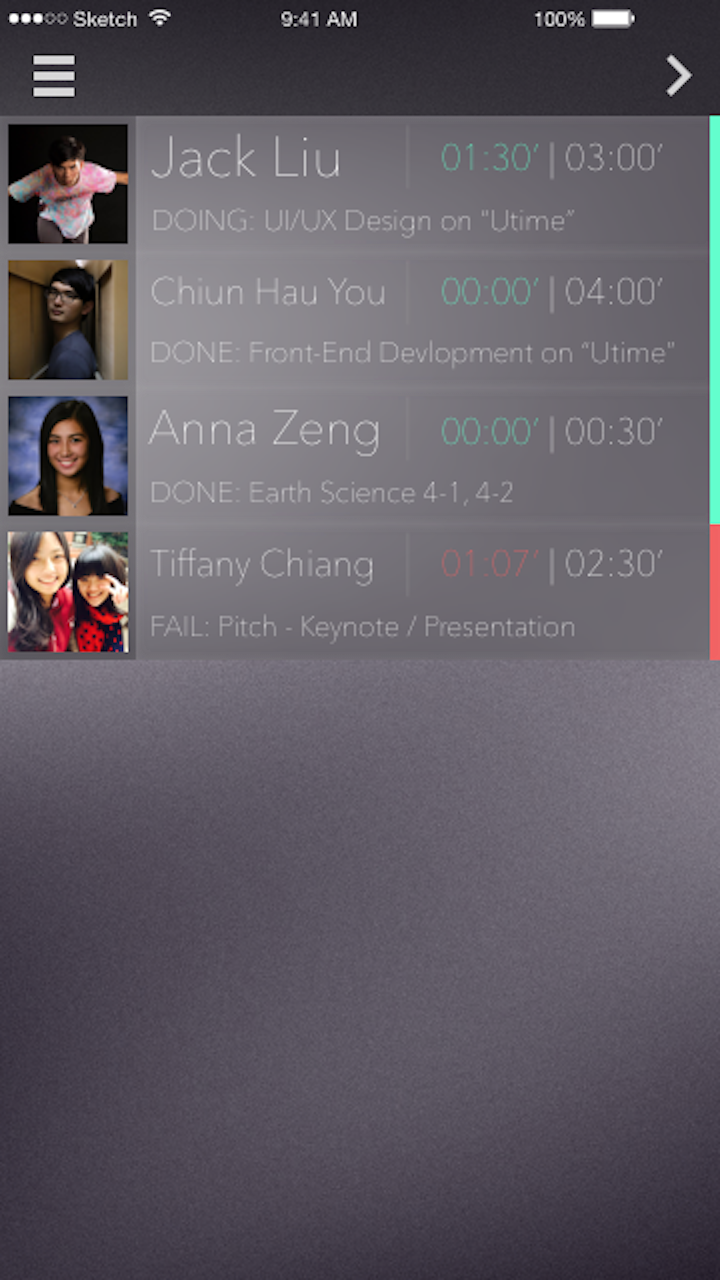 Sketch 9:41 AM 100%
Jack Liu 01:30’ | 03:00’
DOING: UI/UX Design on “Utime”
Chiun Hau You 00:00’ | 04:00’
DONE: Front-End Devlopment on “Utime”
Anna Zeng 00:00’ | 00:30’
DONE: Earth Science 4-1, 4-2
Tiffany Chiang 01:07’ | 02:30’
FAIL: Pitch - Keynote / Presentation